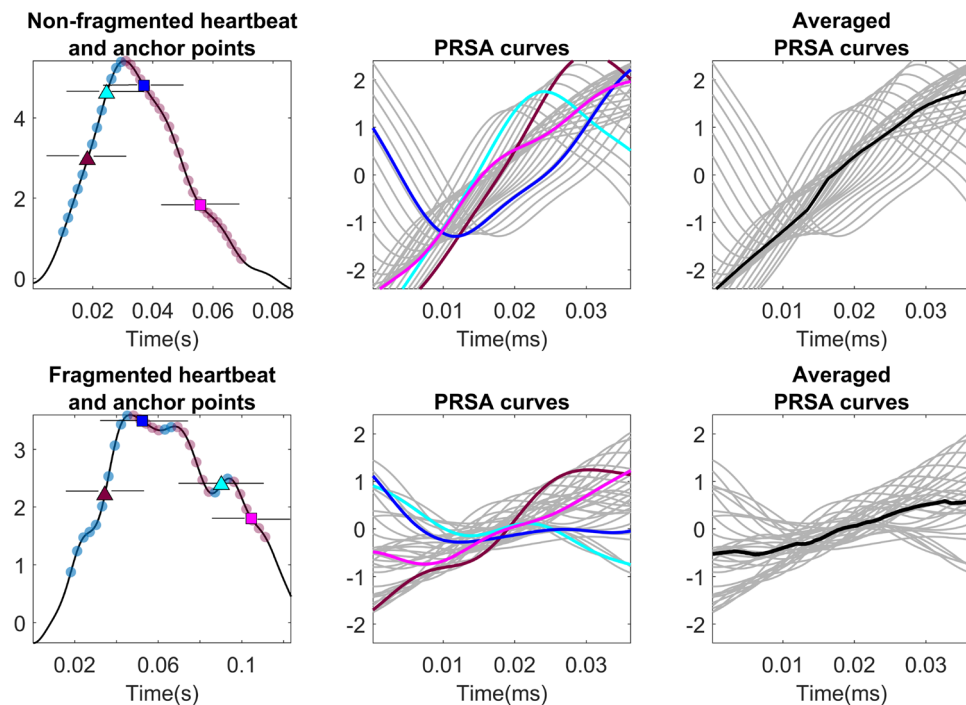 Non-fragmented heartbeat
and anchor points
4
2
0
0.02 0.04 0.06 0.08
Time(s)
PRSA curves
2
1
0
-1
-2
0.01 0.02 0.03
Time(ms)
Averaged
PRSA curves
2
1
0
-1
-2
0.01 0.02 0.03
Time(ms)
Fragmented heartbeat
and anchor points
3
2
1
0
0.02 0.06 0.1
Time(s)
PRSA curves
2
1
0
-1
-2
0.01 0.02 0.03
Time(ms)
Averaged
PRSA curves
2
1
0
-1
-2
0.01 0.02 0.03
Time(ms)